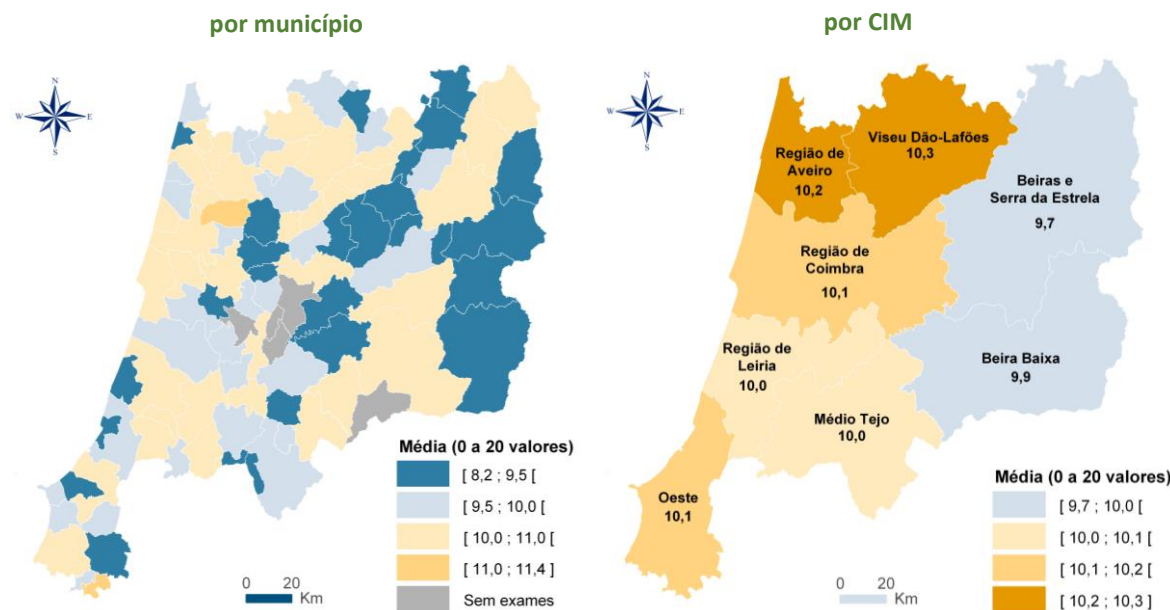 por município
por CIM
N
W E
S
Média (0 a 20 valores)
[ 8,2 ; 9,5 [
[ 9,5 ; 10,0 [
[ 10,0 ; 11,0 [
[ 11,0 ; 11,4 ]
Sem exames
0 20
Km
N
W E
S
Viseu Dão-Lafões
10,3
Região de
Aveiro
10,2
Beiras e
Serra da Estrela
9,7
Região de
Coimbra
10,1
Região de
Leiria
10,0
Beira Baixa
9,9
Médio Tejo
10,0
Oeste
10,1
Média (0 a 20 valores)
[ 9,7 ; 10,0 [
[ 10,0 ; 10,1 [
[ 10,1 ; 10,2 [
[ 10,2 ; 10,3 ]
0 20
Km